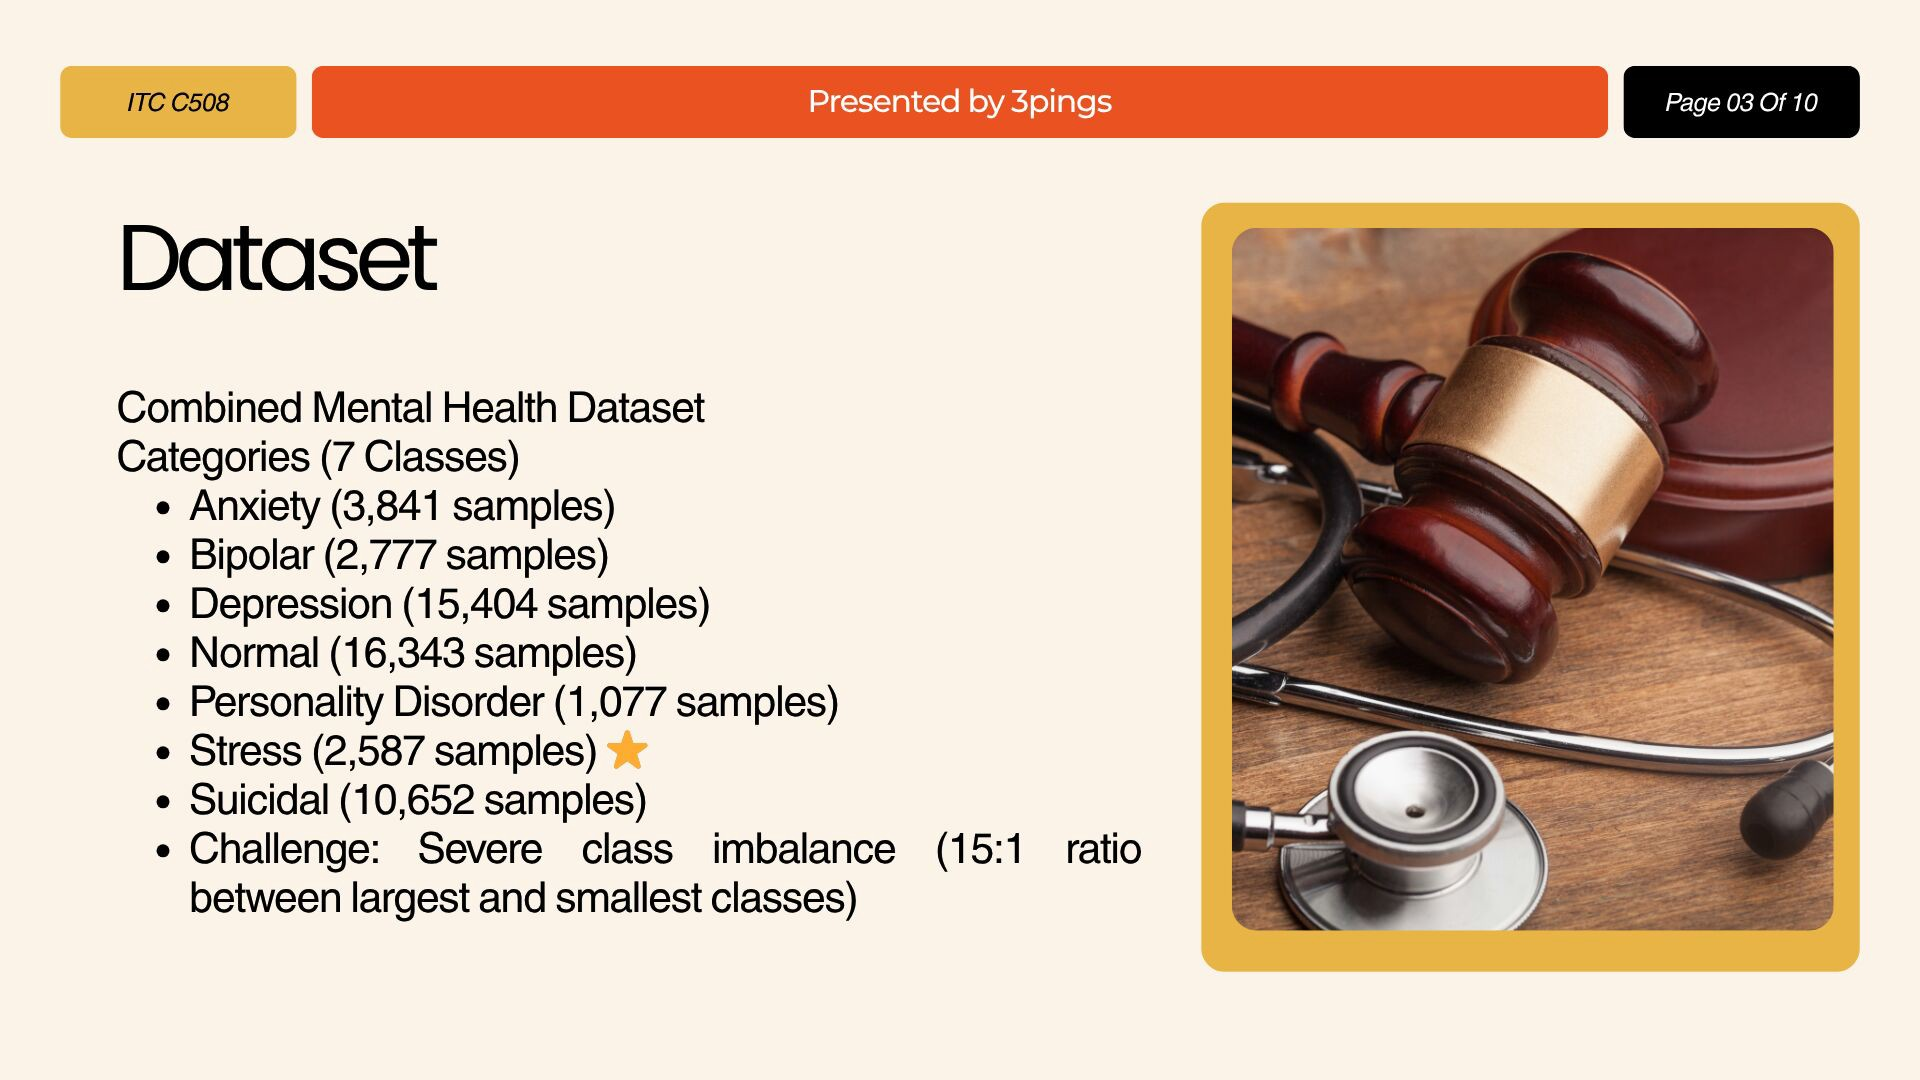 ITC C508
Presented by 3pings
Page 03 Of 10
Dataset
Combined Mental Health Dataset
Categories (7 Classes)
• Anxiety (3,841 samples)
• Bipolar (2,777 samples)
• Depression (15,404 samples)
• Normal (16,343 samples)
• Personality Disorder (1,077 samples)
• Stress (2,587 samples) ⭐
• Suicidal (10,652 samples)
• Challenge: Severe class imbalance (15:1 ratio
between largest and smallest classes)